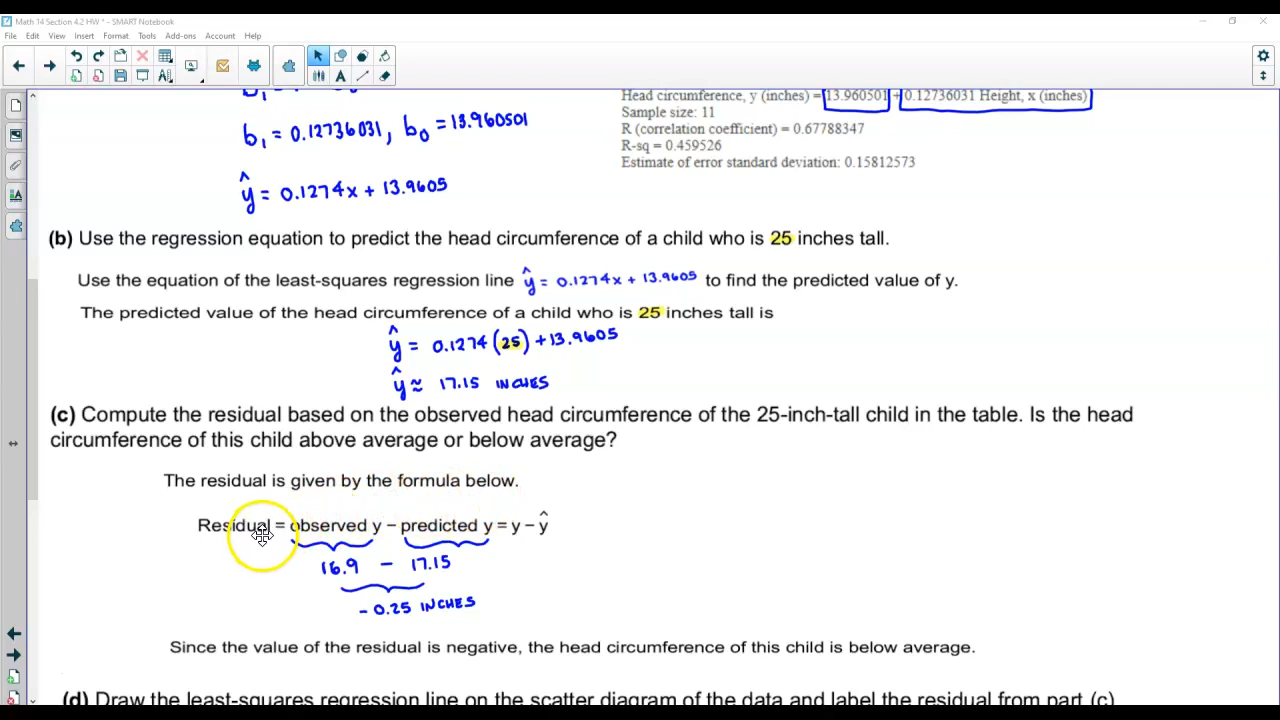 Math 14 Section 4.2 HW * - SMART Notebook
File Edit View Insert Format Tools Add-ons Account Help
Head circumference, y (inches) = 13.960501 + 0.12736031 Height, x (inches)
Sample size: 11
b₁ = 0.12736031, b₀ = 13.960501
R (correlation coefficient) = 0.67788347
R-sq = 0.459526
Estimate of error standard deviation: 0.15812573
ŷ = 0.1274x + 13.9605
(b) Use the regression equation to predict the head circumference of a child who is 25 inches tall.
Use the equation of the least-squares regression line ŷ = 0.1274x + 13.9605 to find the predicted value of y.
The predicted value of the head circumference of a child who is 25 inches tall is
ŷ = 0.1274 (25) + 13.9605
ŷ ≈ 17.15 INCHES
(c) Compute the residual based on the observed head circumference of the 25-inch-tall child in the table. Is the head
circumference of this child above average or below average?
The residual is given by the formula below.
Residual = observed y − predicted y = y − ŷ
16.9 − 17.15
-0.25 INCHES
Since the value of the residual is negative, the head circumference of this child is below average.
(d) Draw the least-squares regression line on the scatter diagram of the data and label the residual from part (c).